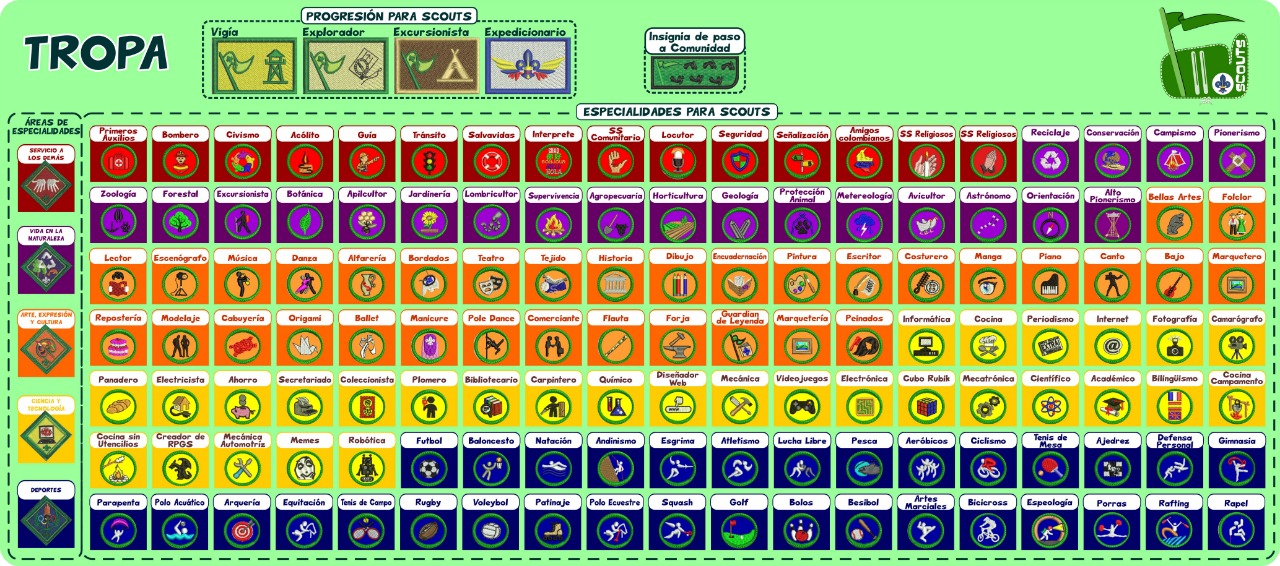 TROPA
PROGRESIÓN PARA SCOUTS
Vigía Explorador Excursionista Expedicionario
Insignia de paso
a Comunidad
SCOUTS
ÁREAS DE
ESPECIALIDADES
SERVICIO A
LOS DEMÁS
VIDA EN LA
NATURALEZA
ARTE, EXPRESIÓN
Y CULTURA
CIENCIA Y
TECNOLOGÍA
DEPORTES
ESPECIALIDADES PARA SCOUTS
Primeros Auxilios Bombero Civismo Acólito Guía Tránsito Salvavidas Interprete SS Comunitario Locutor Seguridad Señalización Amigos colombianos SS Religiosos SS Religiosos Reciclaje Conservación Campismo Pionerismo
BONJOUR
HOLA
Zoología Forestal Excursionista Botánica Apilcultor Jardinería Lombricultor Supervivencia Agropecuaria Horticultura Geología Protección Animal Metereología Avicultor Astrónomo Orientación Alto Pionerismo Bellas Artes Folclor
N
Lector Escenógrafo Música Danza Alfarería Bordados Teatro Tejido Historia Dibujo Encuadernación Pintura Escritor Costurero Manga Piano Canto Bajo Marquetero
Repostería Modelaje Cabuyería Origami Ballet Manicure Pole Dance Comerciante Flauta Forja Guardian de Leyenda Marquetería Peinados Informática Cocina Periodismo Internet Fotografía Camarógrafo
EXTRA
@
Panadero Electricista Ahorro Secretariado Coleccionista Plomero Bibliotecario Carpintero Químico Diseñador Web Mecánica Videojuegos Electrónica Cubo Rubik Mecatrónica Científico Académico Bilingüismo Cocina Campamento
www
Cocina sin Utencilios Creador de RPGS Mecánica Automotriz Memes Robótica Futbol Baloncesto Natación Andinismo Esgrima Atletismo Lucha Libre Pesca Aeróbicos Ciclismo Tenis de Mesa Ajedrez Defensa Personal Gimnasia
Parapenta Polo Acuático Arquería Equitación Tenis de Campo Rugby Voleybol Patinaje Polo Ecuestre Squash Golf Bolos Besibol Artes Marciales Bicicross Espeología Porras Rafting Rapel